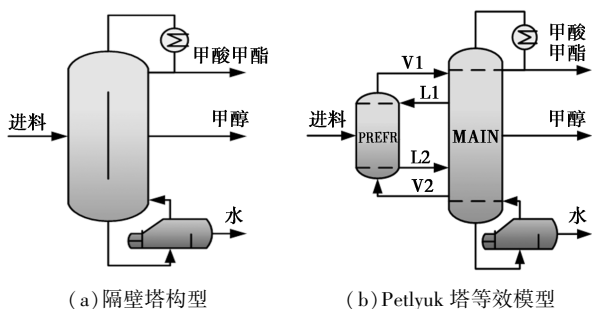 甲酸甲酯
进料
甲醇
水
(a)隔壁塔构型
甲酸
甲酯
V1
L1
进料
PREFR
MAIN
甲醇
L2
V2
水
(b)Petlyuk 塔等效模型